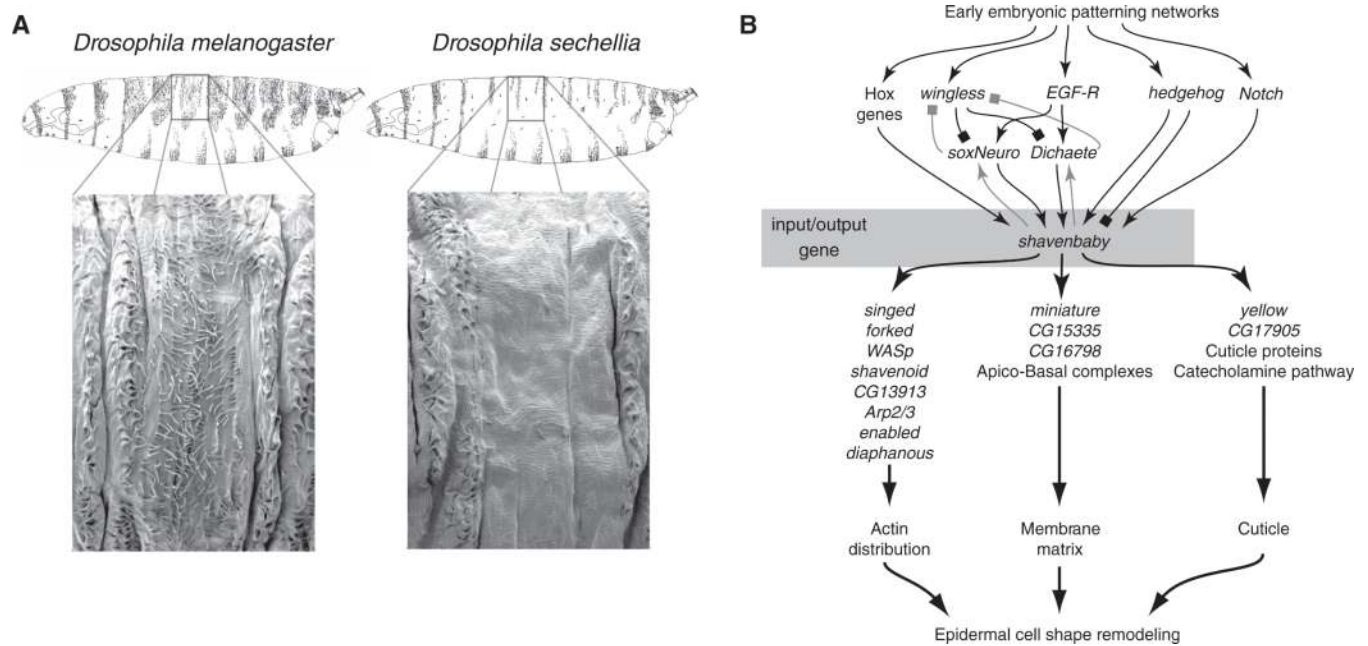 A
Drosophila melanogaster
Drosophila sechellia
B
Early embryonic patterning networks
Hox
genes
wingless
EGF-R
hedgehog
Notch
soxNeuro
Dichaete
input/output
gene
shavenbaby
singed
forked
WASp
shavenoid
CG13913
Arp2/3
enabled
diaphanous
miniature
CG15335
CG16798
Apico-Basal complexes
yellow
CG17905
Cuticle proteins
Catecholamine pathway
Actin
distribution
Membrane
matrix
Cuticle
Epidermal cell shape remodeling